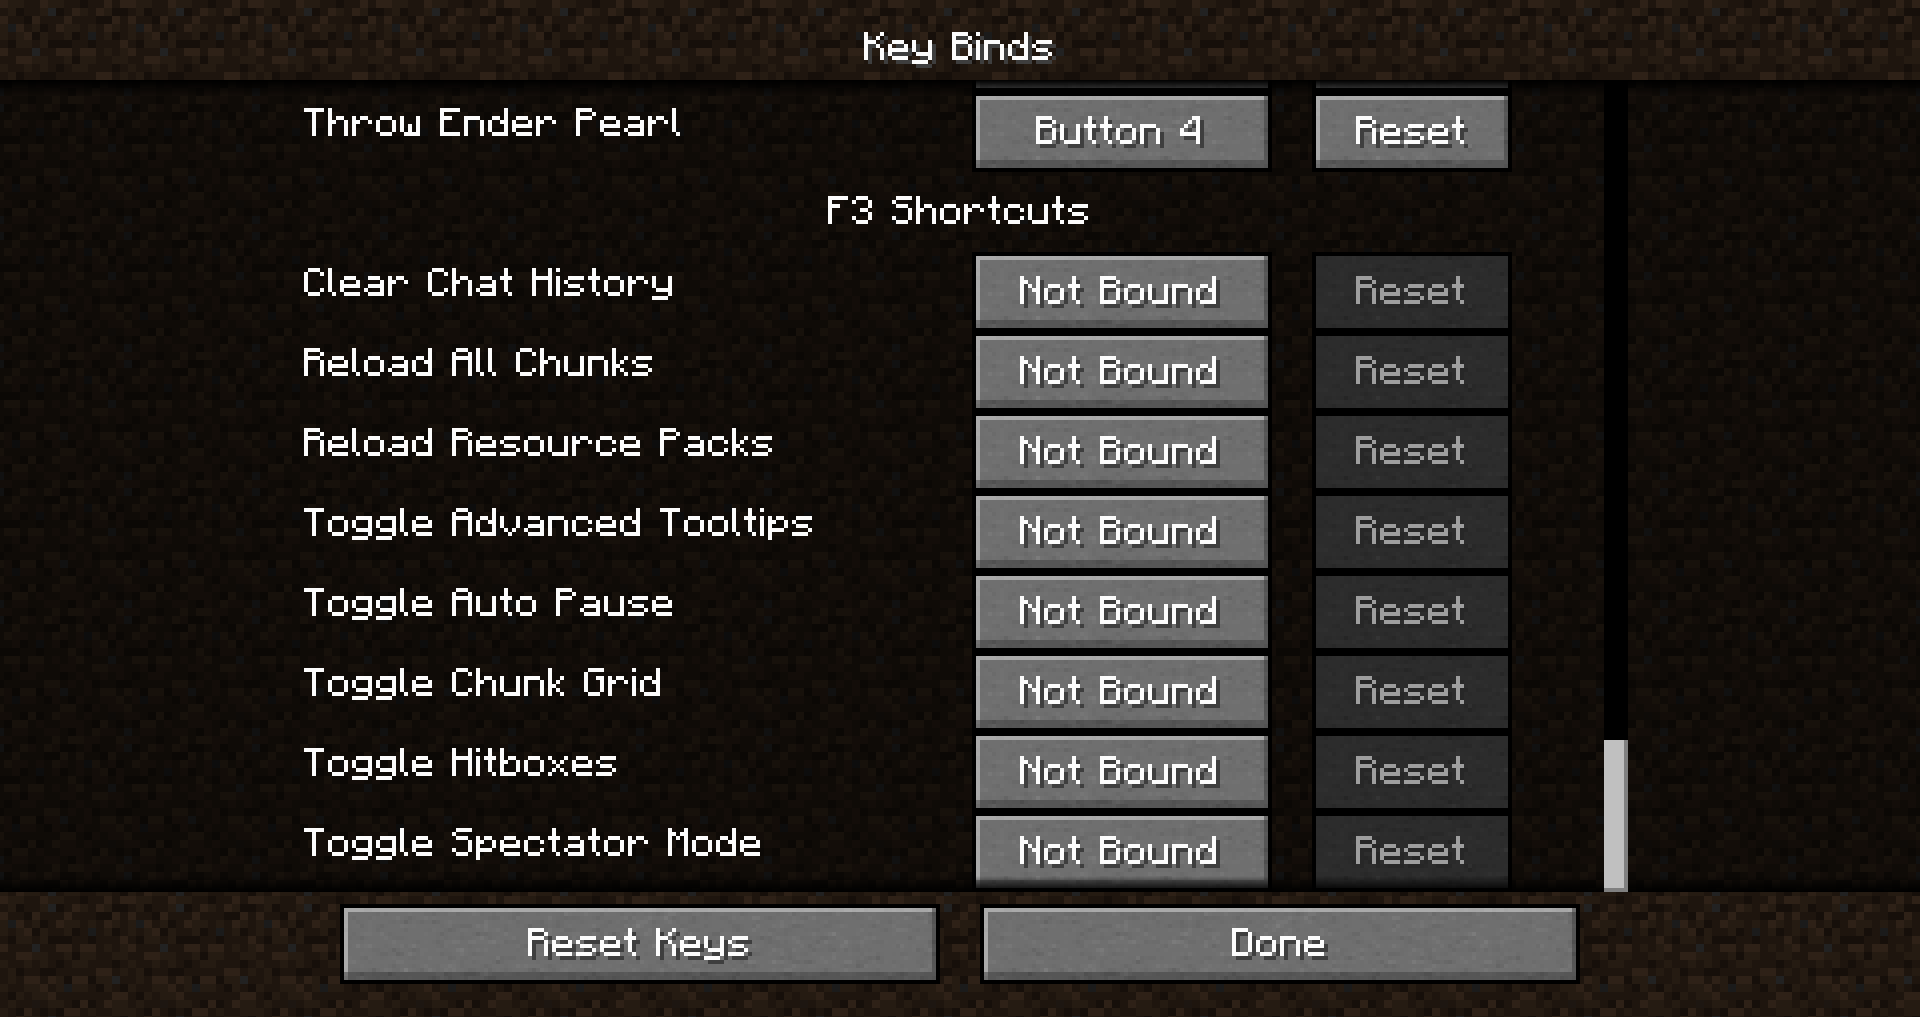 Key Binds
Throw Ender Pearl Button 4 Reset
F3 Shortcuts
Clear Chat History Not Bound Reset
Reload All Chunks Not Bound Reset
Reload Resource Packs Not Bound Reset
Toggle Advanced Tooltips Not Bound Reset
Toggle Auto Pause Not Bound Reset
Toggle Chunk Grid Not Bound Reset
Toggle Hitboxes Not Bound Reset
Toggle Spectator Mode Not Bound Reset
Reset Keys Done